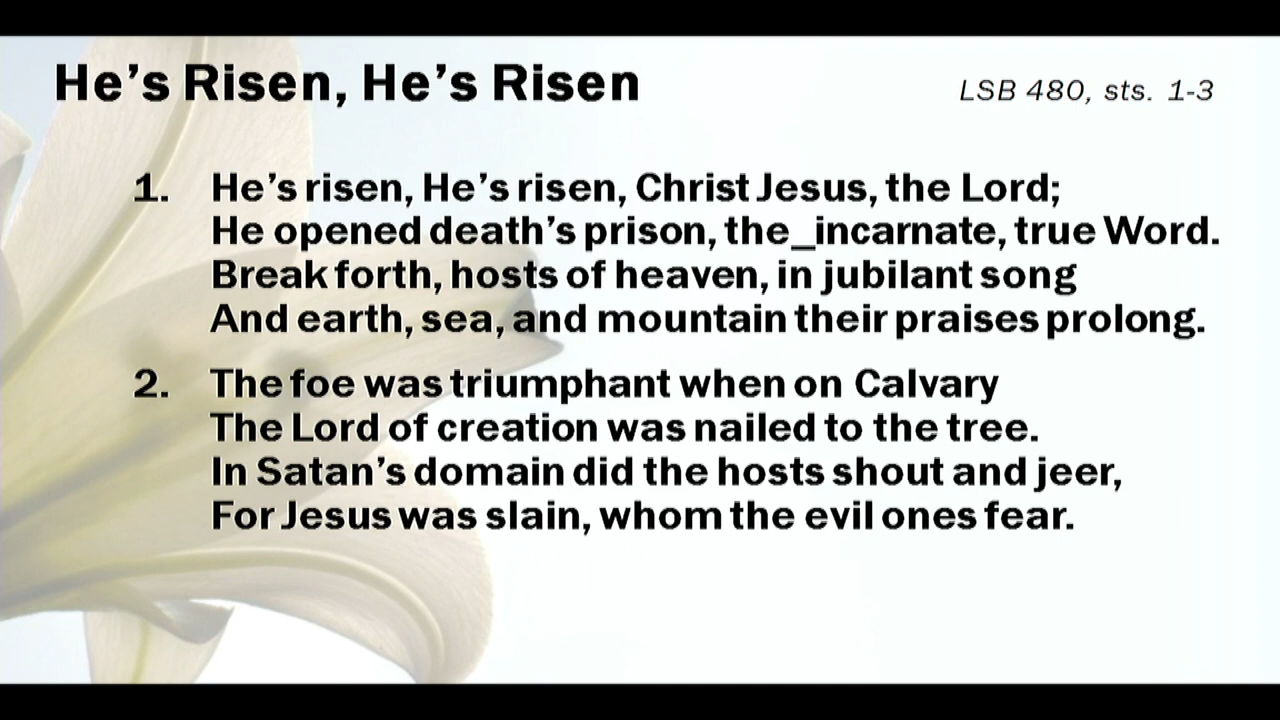 He’s Risen, He’s Risen
LSB 480, sts. 1-3
1. He’s risen, He’s risen, Christ Jesus, the Lord;
He opened death’s prison, the_incarnate, true Word.
Break forth, hosts of heaven, in jubilant song
And earth, sea, and mountain their praises prolong.
2. The foe was triumphant when on Calvary
The Lord of creation was nailed to the tree.
In Satan’s domain did the hosts shout and jeer,
For Jesus was slain, whom the evil ones fear.